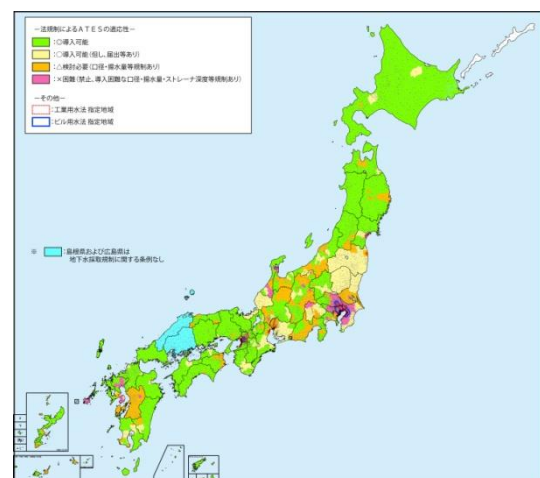 －法規制によるＡＴＥＳの適応性－
：◎導入可能
：○導入可能（但し、届出等あり）
：△検討必要（口径・揚水量等規制あり）
：×困難（禁止、導入困難な口径・揚水量・ストレーナ深度等規制あり）
－その他－
：工業用水法 指定地域
：ビル用水法 指定地域
※ ：島根県および広島県は
地下水採取規制に関する条例なし